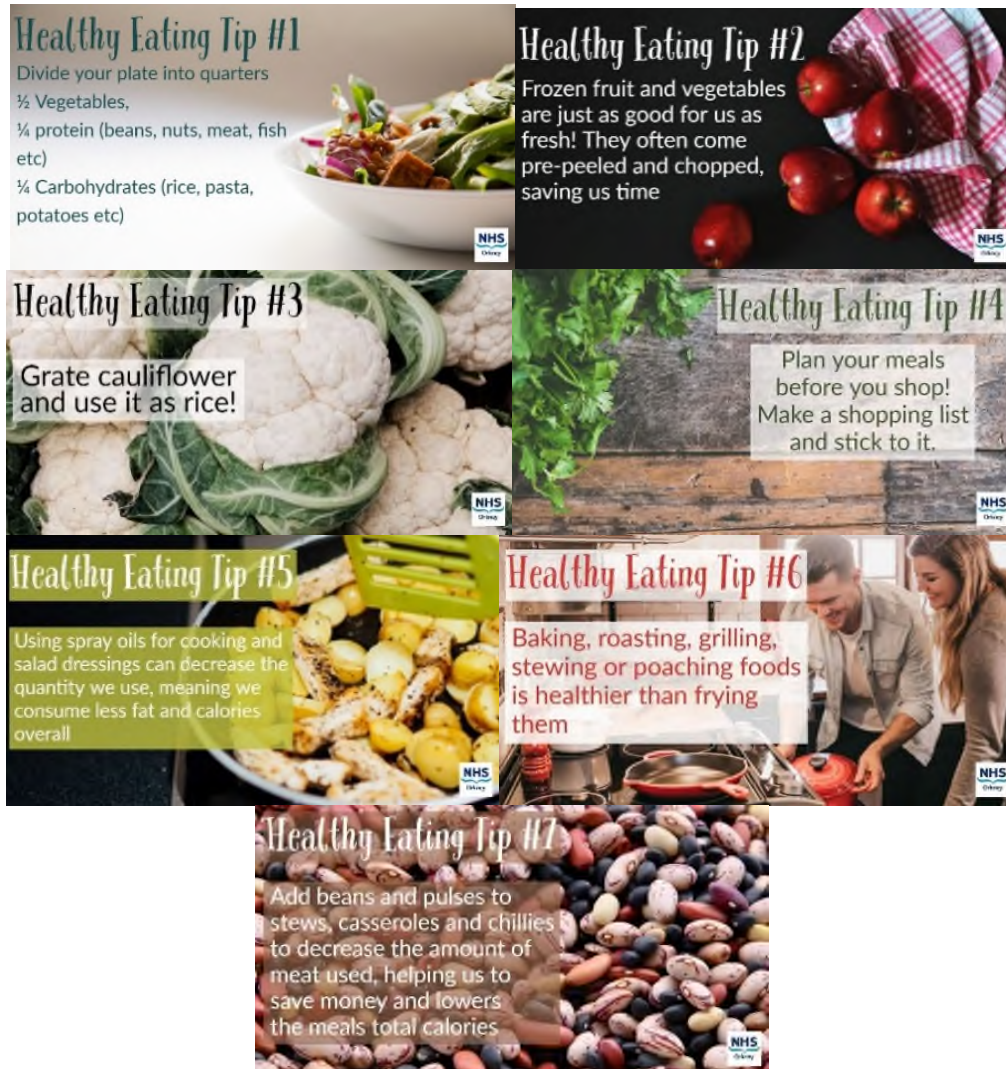 Healthy Eating Tip #1
Divide your plate into quarters
½ Vegetables,
¼ protein (beans, nuts, meat, fish
etc)
¼ Carbohydrates (rice, pasta,
potatoes etc)
NHS
Orkney
Healthy Eating Tip #2
Frozen fruit and vegetables
are just as good for us as
fresh! They often come
pre-peeled and chopped,
saving us time
NHS
Orkney
Healthy Eating Tip #3
Grate cauliflower
and use it as rice!
NHS
Orkney
Healthy Eating Tip #4
Plan your meals
before you shop!
Make a shopping list
and stick to it.
NHS
Orkney
Healthy Eating Tip #5
Using spray oils for cooking and
salad dressings can decrease the
quantity we use, meaning we
consume less fat and calories
overall
NHS
Orkney
Healthy Eating Tip #6
Baking, roasting, grilling,
stewing or poaching foods
is healthier than frying
them
NHS
Orkney
Healthy Eating Tip #7
Add beans and pulses to
stews, casseroles and chillies
to decrease the amount of
meat used, helping us to
save money and lowers
the meals total calories
NHS
Orkney